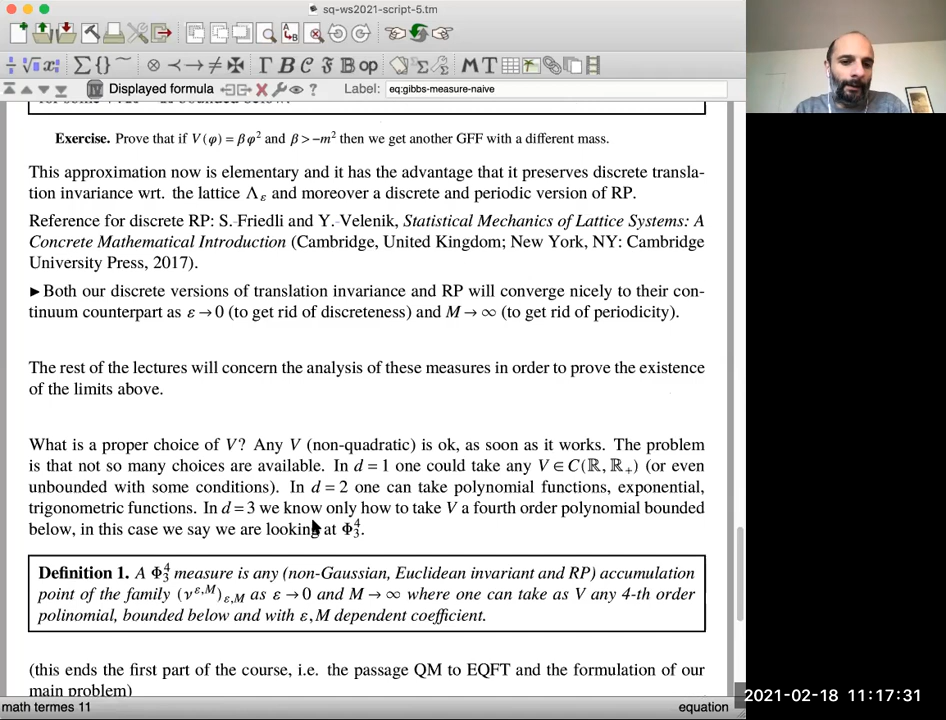 sq-ws2021-script-5.tm
Displayed formula
Label: eq:gibbs-measure-naive
Exercise. Prove that if V(φ) = βφ² and β > −m² then we get another GFF with a different mass.
This approximation now is elementary and it has the advantage that it preserves discrete transla-
tion invariance wrt. the lattice Λ_ε and moreover a discrete and periodic version of RP.
Reference for discrete RP: S. Friedli and Y. Velenik, Statistical Mechanics of Lattice Systems: A
Concrete Mathematical Introduction (Cambridge, United Kingdom; New York, NY: Cambridge
University Press, 2017).
▶ Both our discrete versions of translation invariance and RP will converge nicely to their con-
tinuum counterpart as ε → 0 (to get rid of discreteness) and M → ∞ (to get rid of periodicity).
The rest of the lectures will concern the analysis of these measures in order to prove the existence
of the limits above.
What is a proper choice of V? Any V (non-quadratic) is ok, as soon as it works. The problem
is that not so many choices are available. In d = 1 one could take any V ∈ C(ℝ, ℝ₊) (or even
unbounded with some conditions). In d = 2 one can take polynomial functions, exponential,
trigonometric functions. In d = 3 we know only how to take V a fourth order polynomial bounded
below, in this case we say we are looking at Φ⁴₃.
Definition 1. A Φ⁴₃ measure is any (non-Gaussian, Euclidean invariant and RP) accumulation
point of the family (ν^{ε,M})_{ε,M} as ε → 0 and M → ∞ where one can take as V any 4-th order
polinomial, bounded below and with ε, M dependent coefficient.
(this ends the first part of the course, i.e. the passage QM to EQFT and the formulation of our
main problem)
math termes 11
equation
2021-02-18 11:17:31